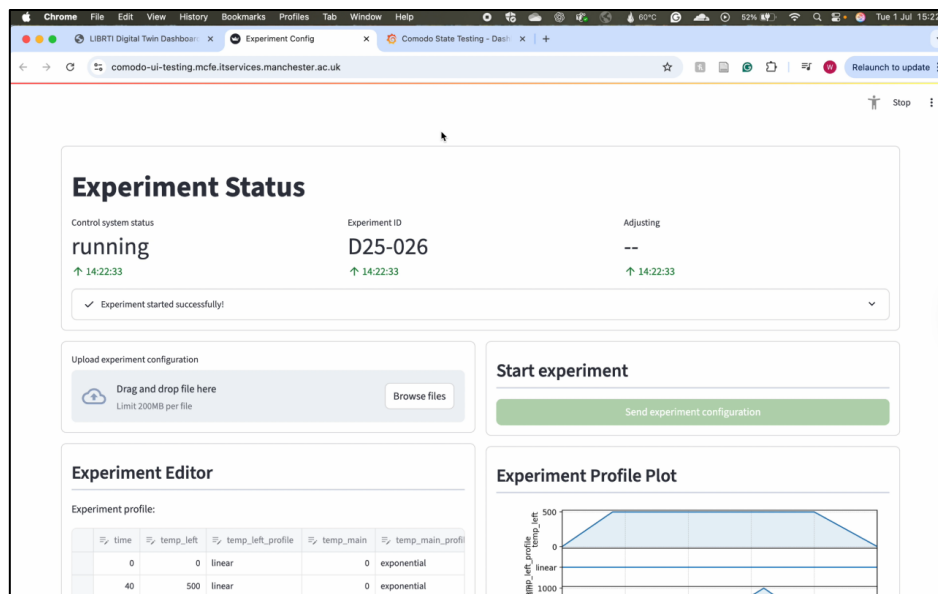 Chrome File Edit View History Bookmarks Profiles Tab Window Help 60°C 52% Tue 1 Jul 15:22
LIBRTI Digital Twin Dashboar Experiment Config Comodo State Testing - Dash
comodo-ui-testing.mcfe.itservices.manchester.ac.uk W Relaunch to update
Stop
Experiment Status
Control system status Experiment ID Adjusting
running D25-026 --
14:22:33 14:22:33 14:22:33
Experiment started successfully!
Upload experiment configuration
Drag and drop file here
Limit 200MB per file
Browse files
Start experiment
Send experiment configuration
Experiment Editor
Experiment profile:
time temp_left temp_left_profile temp_main temp_main_profil
0 0 linear 0 exponential
40 500 linear 0 exponential
Experiment Profile Plot
temp_left
500
0
linear
1000